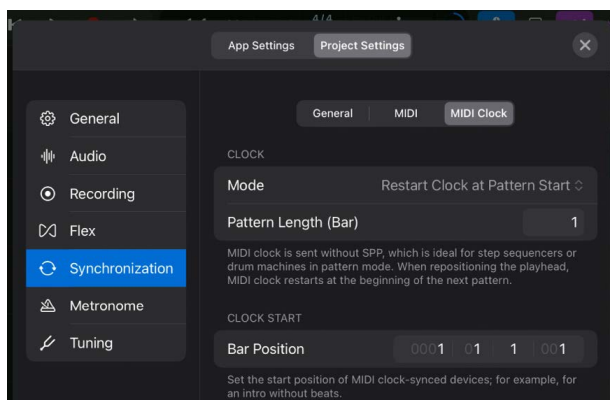 4/4
App Settings Project Settings
General
Audio
Recording
Flex
Synchronization
Metronome
Tuning
General MIDI MIDI Clock
CLOCK
Mode Restart Clock at Pattern Start
Pattern Length (Bar) 1
MIDI clock is sent without SPP, which is ideal for step sequencers or
drum machines in pattern mode. When repositioning the playhead,
MIDI clock restarts at the beginning of the next pattern.
CLOCK START
Bar Position 0001 01 1 001
Set the start position of MIDI clock-synced devices; for example, for
an intro without beats.